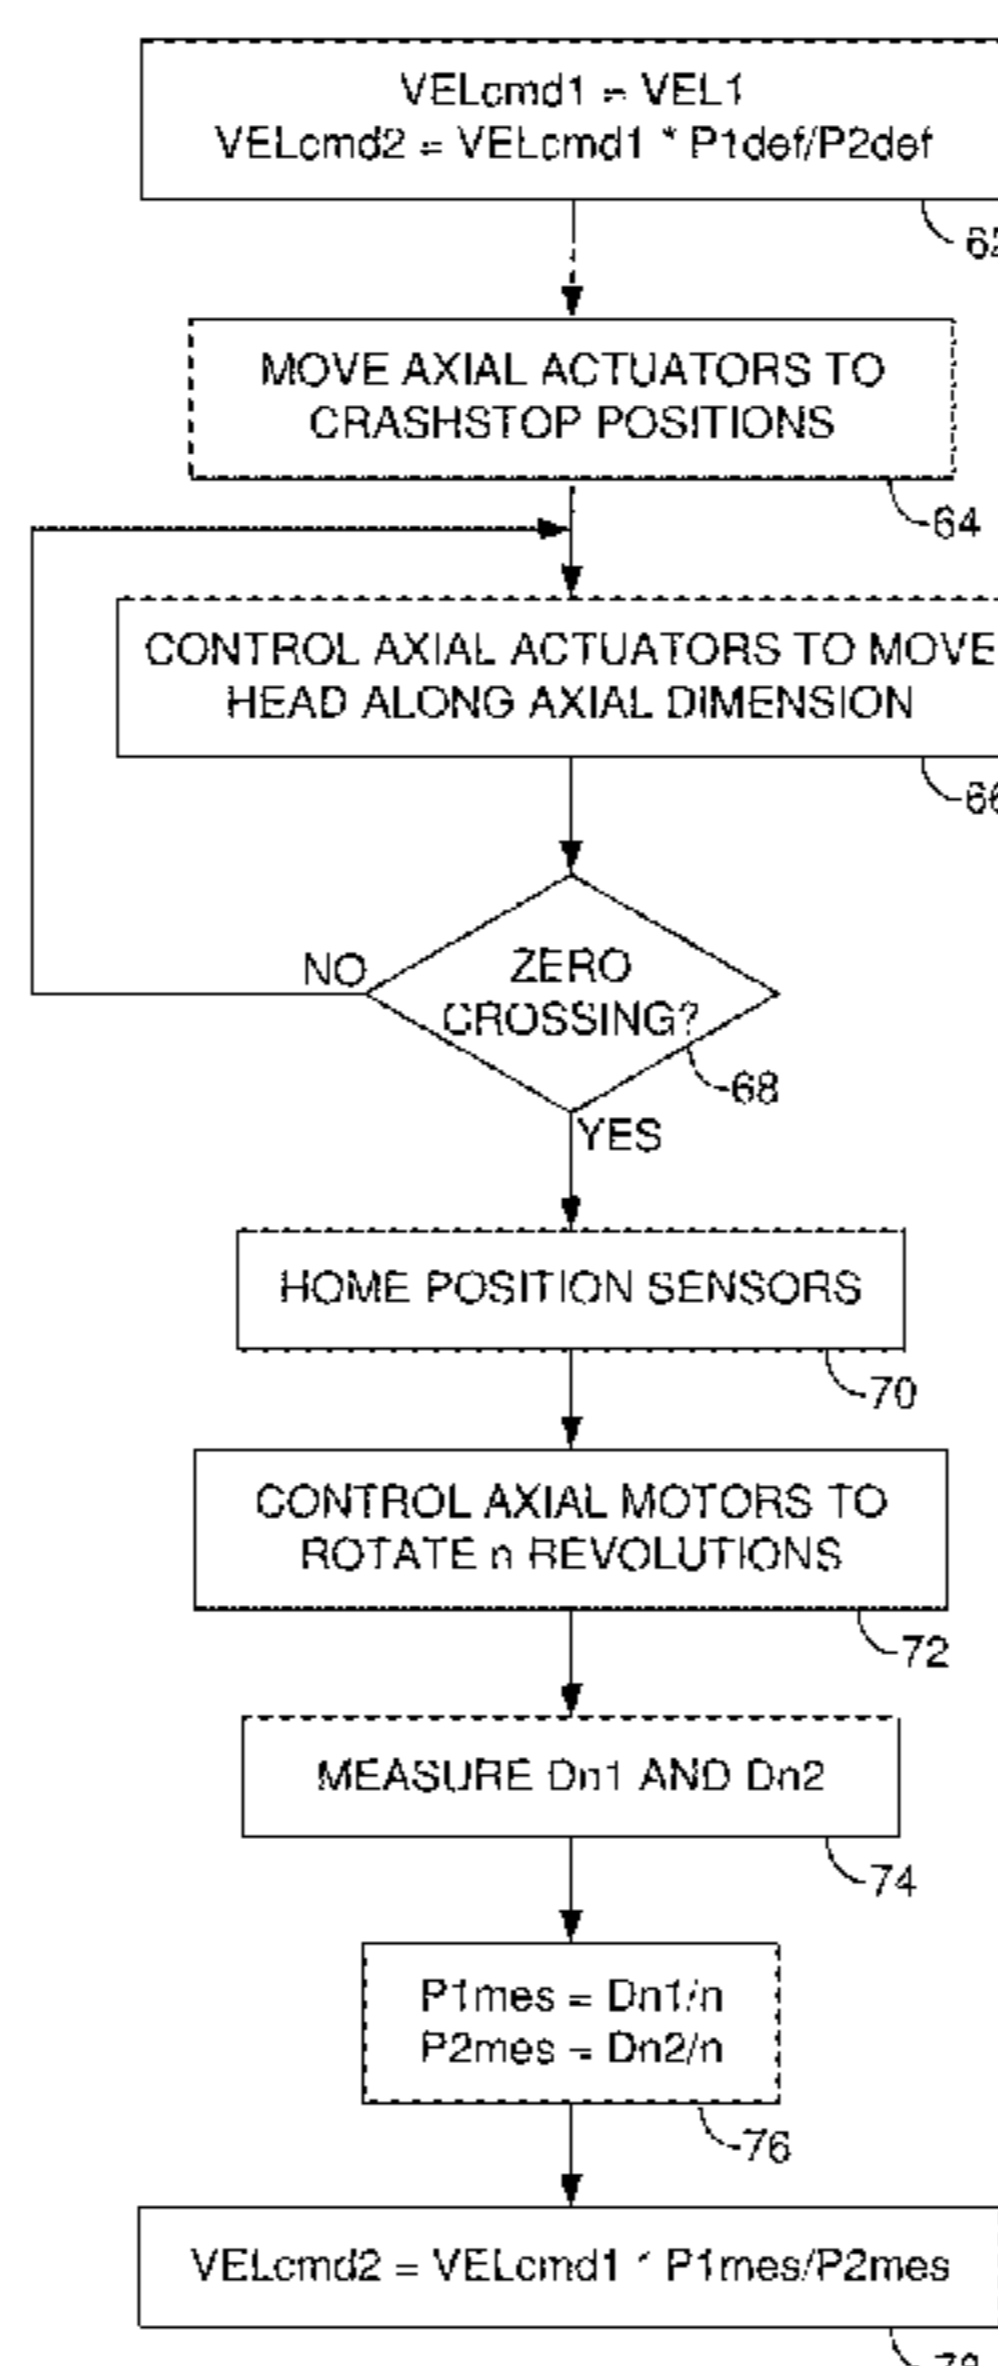 VELcmd1 = VEL1
VELcmd2 = VELcmd1 * P1def/P2def
MOVE AXIAL ACTUATORS TO
CRASHSTOP POSITIONS
64
CONTROL AXIAL ACTUATORS TO MOVE
HEAD ALONG AXIAL DIMENSION
NO
ZERO
CROSSING?
68
YES
HOME POSITION SENSORS
70
CONTROL AXIAL MOTORS TO
ROTATE n REVOLUTIONS
72
MEASURE Dn1 AND Dn2
74
P1mes = Dn1/n
P2mes = Dn2/n
76
VELcmd2 = VELcmd1 * P1mes/P2mes